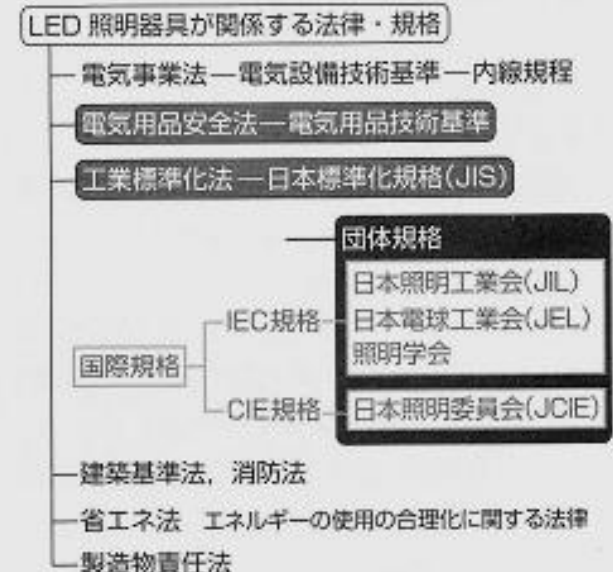 LED 照明器具が関係する法律・規格
電気事業法―電気設備技術基準―内線規程
電気用品安全法―電気用品技術基準
工業標準化法―日本標準化規格(JIS)
団体規格
日本照明工業会(JIL)
IEC規格
日本電球工業会(JEL)
照明学会
国際規格
CIE規格
日本照明委員会(JCIE)
建築基準法，消防法
省エネ法 エネルギーの使用の合理化に関する法律
製造物責任法